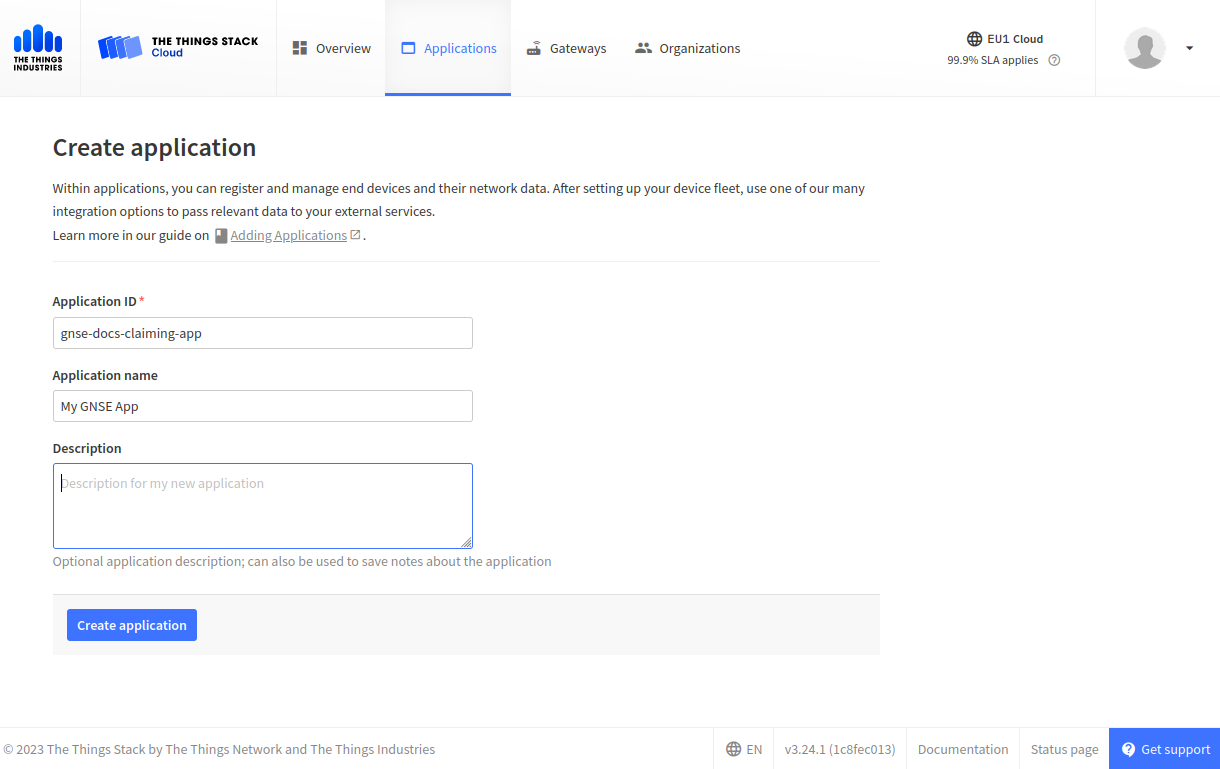 THE THINGS
INDUSTRIES
THE THINGS STACK
Cloud
Overview
Applications
Gateways
Organizations
EU1 Cloud
99.9% SLA applies
Create application
Within applications, you can register and manage end devices and their network data. After setting up your device fleet, use one of our many
integration options to pass relevant data to your external services.
Learn more in our guide on Adding Applications .
Application ID *
gnse-docs-claiming-app
Application name
My GNSE App
Description
Description for my new application
Optional application description; can also be used to save notes about the application
Create application
© 2023 The Things Stack by The Things Network and The Things Industries
EN
v3.24.1 (1c8fec013)
Documentation
Status page
Get support